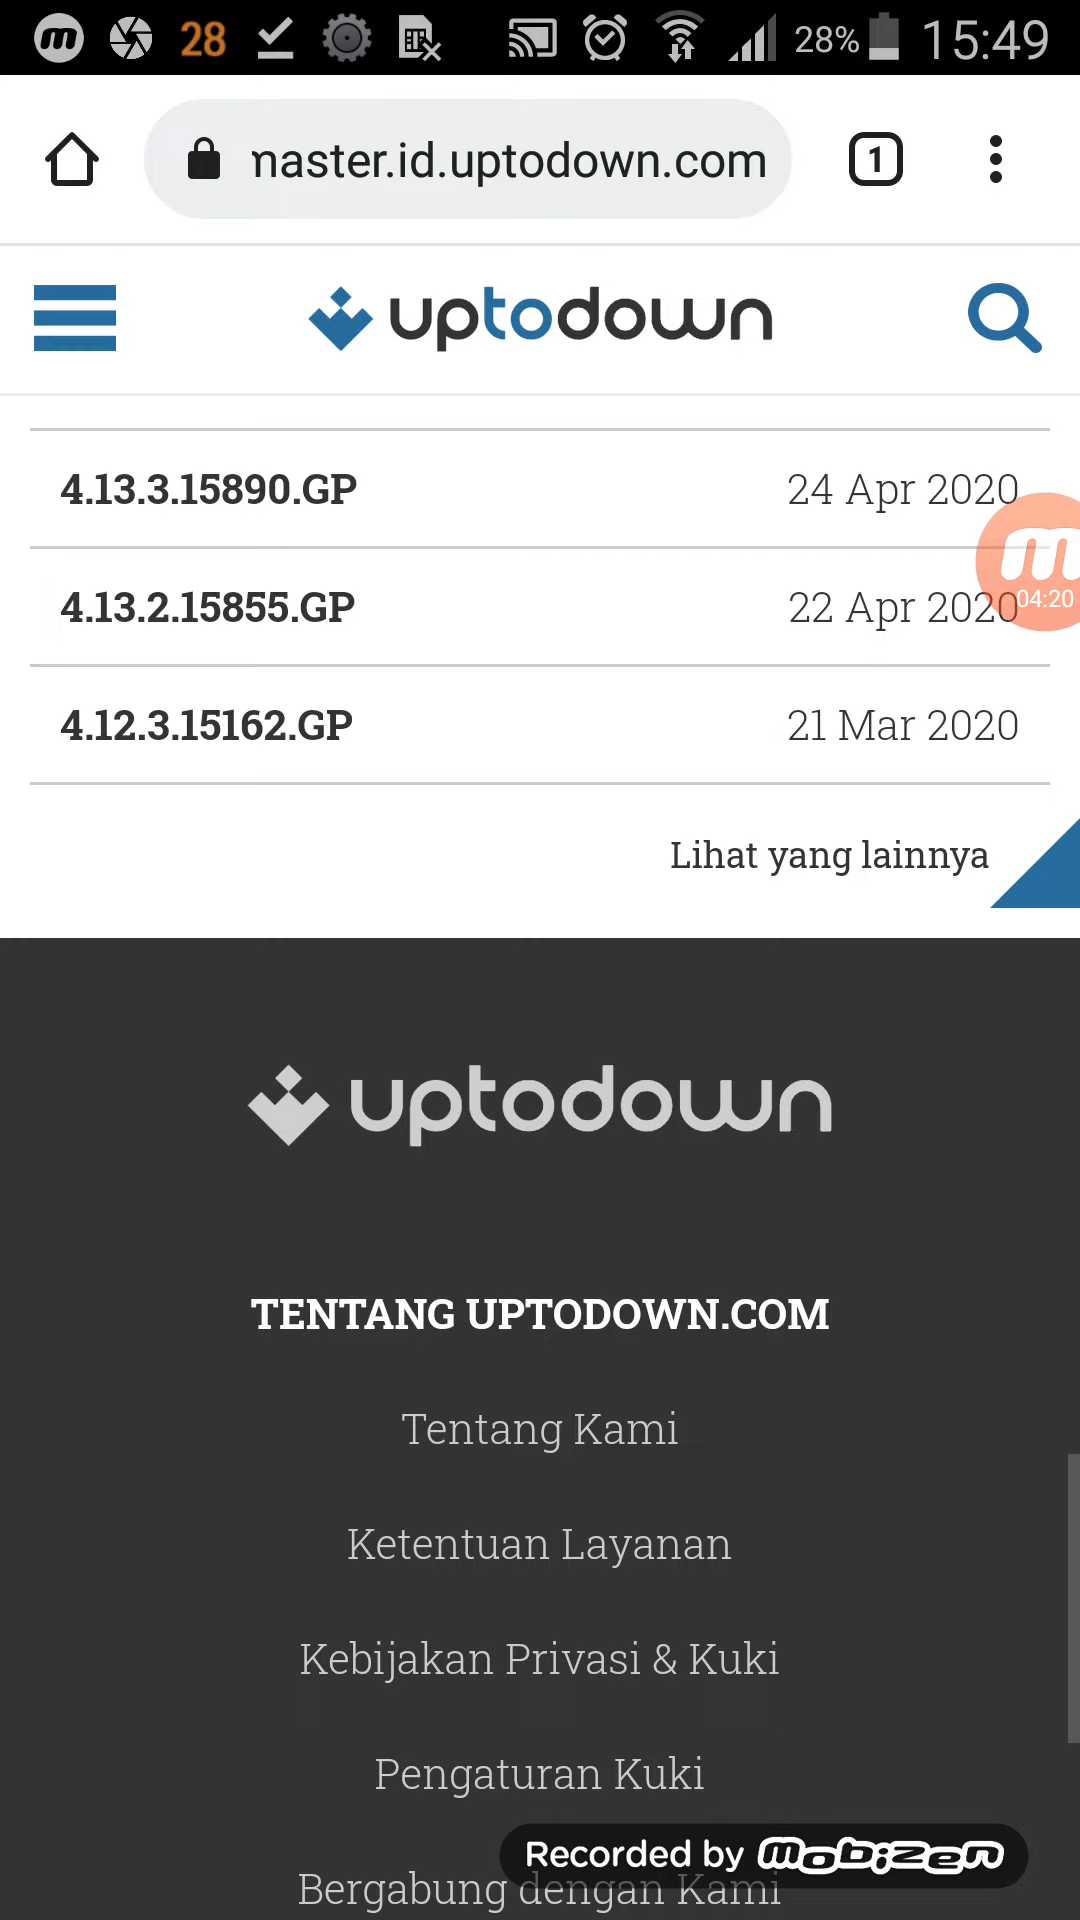 28 28% 15:49
master.id.uptodown.com 1
uptodown
4.13.3.15890.GP 24 Apr 2020
4.13.2.15855.GP 22 Apr 2020
04:20
4.12.3.15162.GP 21 Mar 2020
Lihat yang lainnya
uptodown
TENTANG UPTODOWN.COM
Tentang Kami
Ketentuan Layanan
Kebijakan Privasi & Kuki
Pengaturan Kuki
Recorded by mobizen
Bergabung dengan Kami